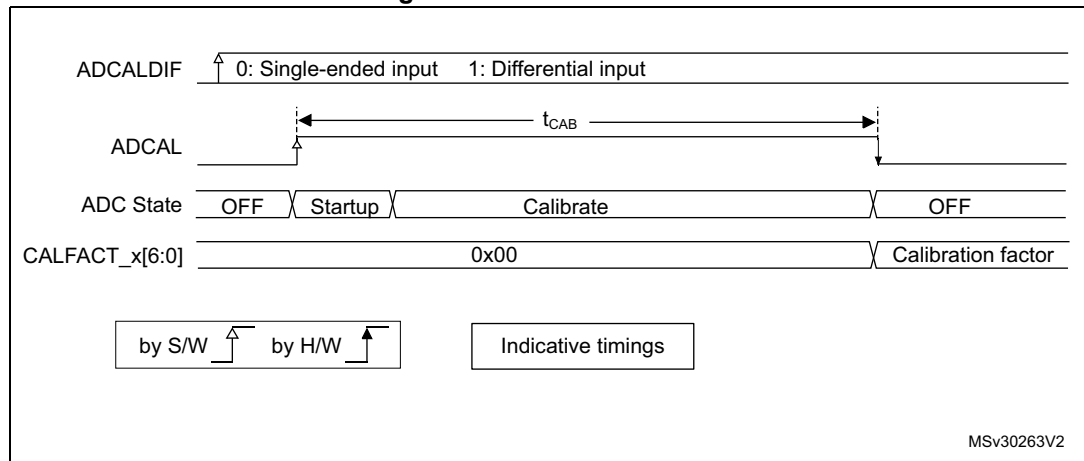 ADCALDIF 0: Single-ended input 1: Differential input
tCAB
ADCAL
ADC State OFF Startup Calibrate OFF
CALFACT_x[6:0] 0x00 Calibration factor
by S/W by H/W Indicative timings
MSv30263V2